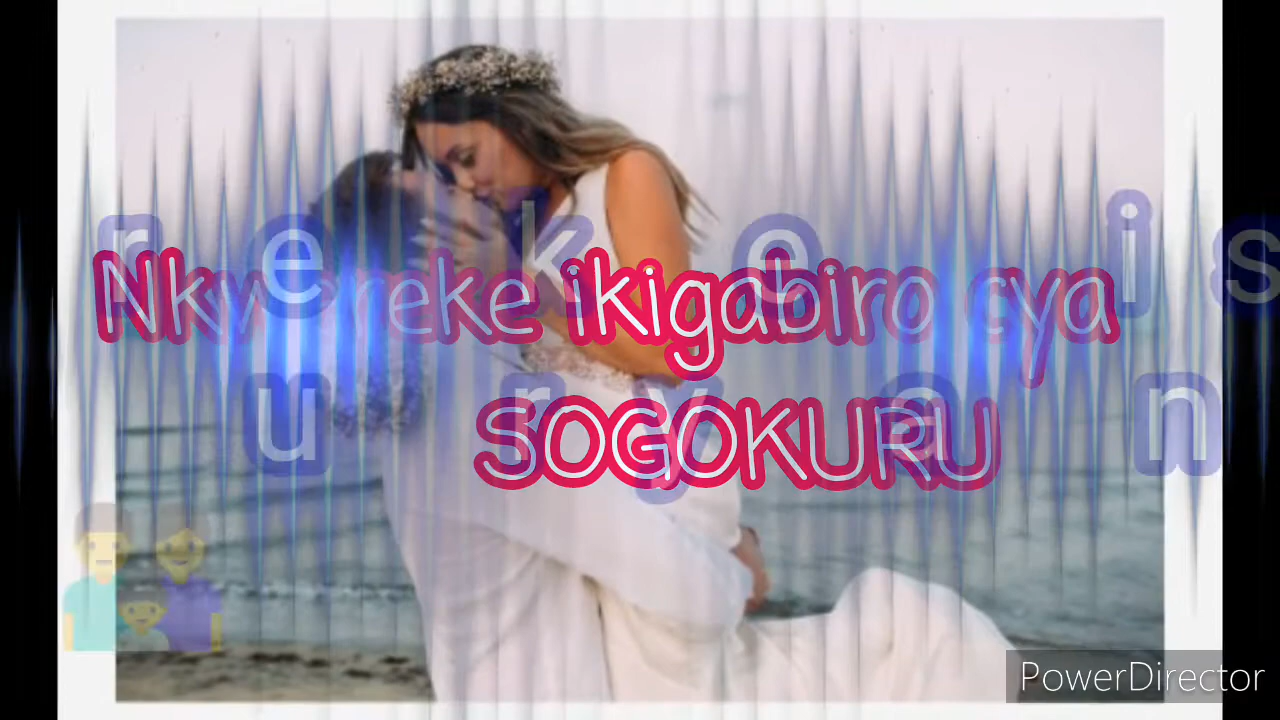 r e k e i s
Nkwereke ikigabiro cya
u r y a n
SOGOKURU
PowerDirector